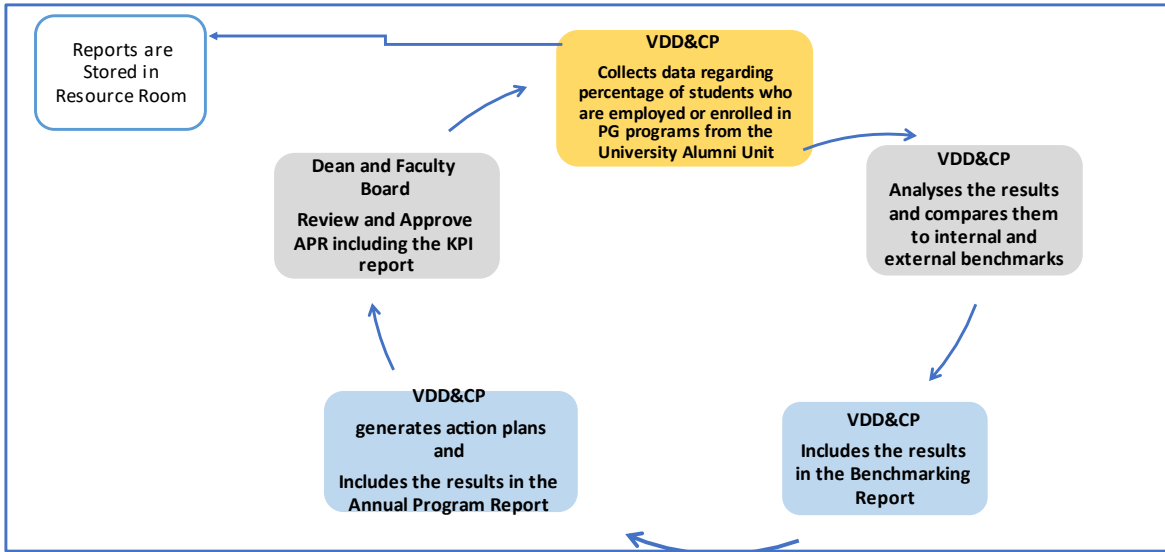 Reports are
Stored in
Resource Room
VDD&CP
Collects data regarding
percentage of students who
are employed or enrolled in
PG programs from the
University Alumni Unit
VDD&CP
Analyses the results
and compares them
to internal and
external benchmarks
VDD&CP
Includes the results
in the Benchmarking
Report
VDD&CP
generates action plans
and
Includes the results in the
Annual Program Report
Dean and Faculty
Board
Review and Approve
APR including the KPI
report